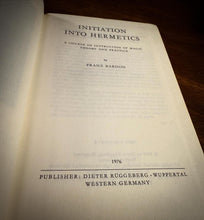 INITIATION
INTO HERMETICS
A COURSE OF INSTRUCTION OF MAGIC
THEORY AND PRACTICE
by
FRANZ BARDON
1976
PUBLISHER: DIETER RÜGGEBERG · WUPPERTAL
WESTERN GERMANY